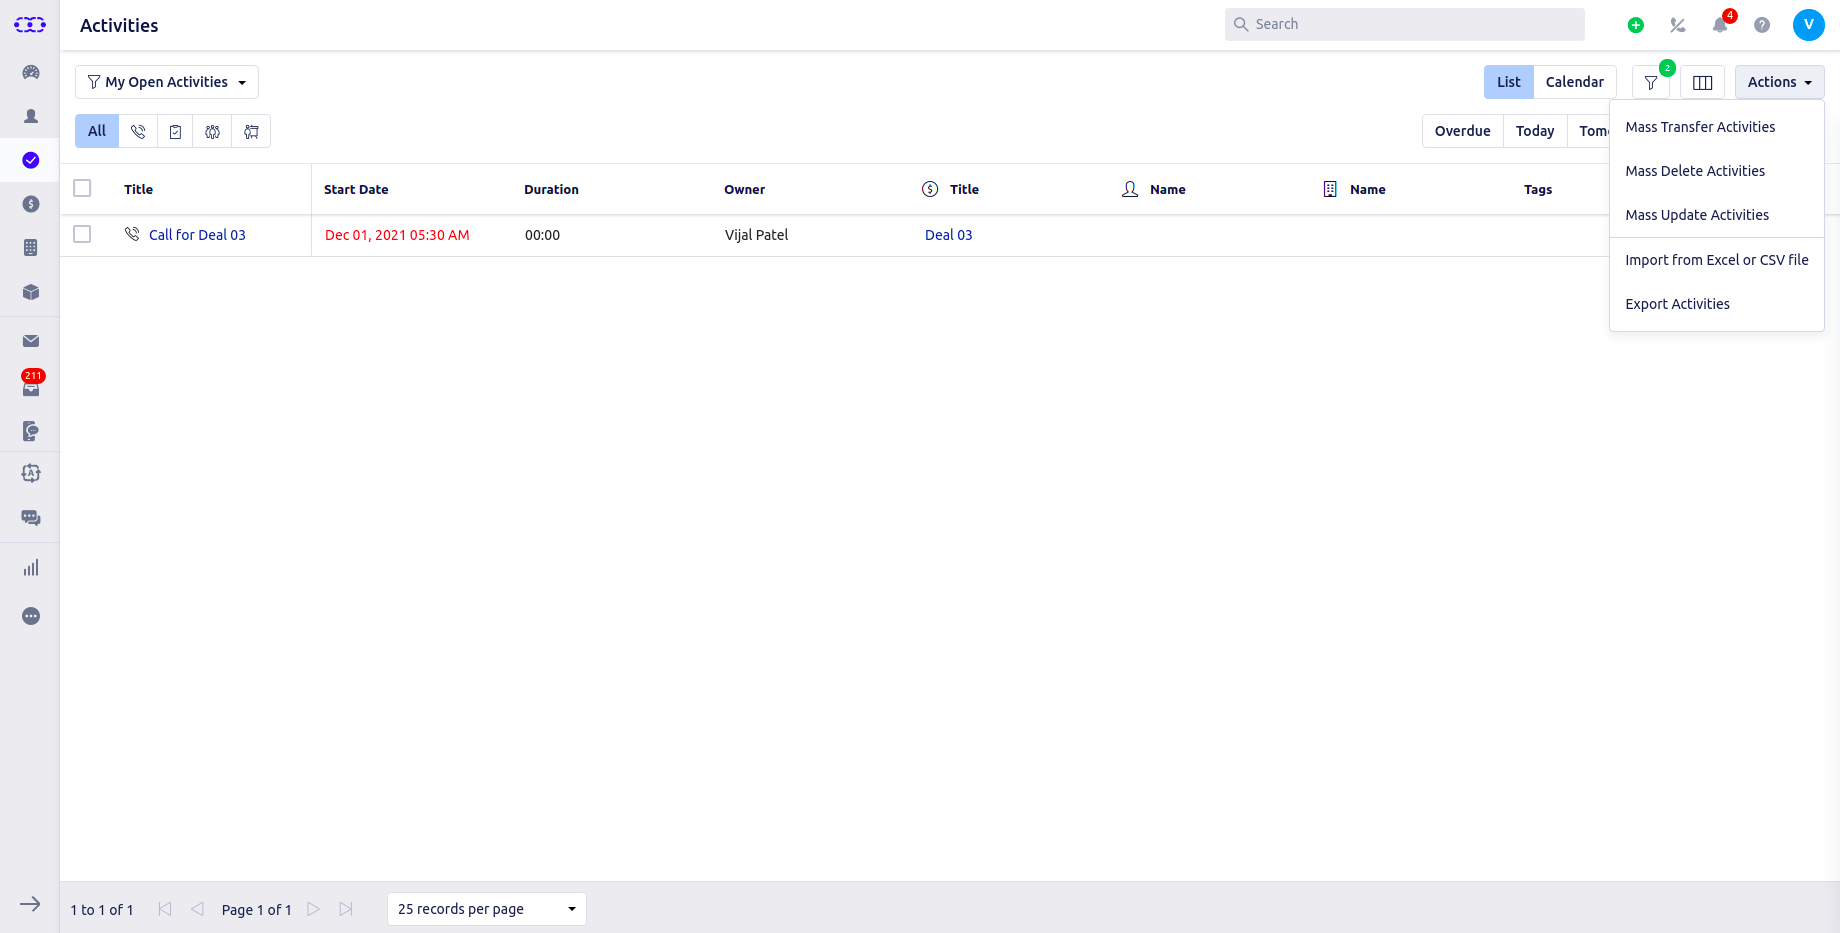 Activities
Search
4
V
My Open Activities
List
Calendar
2
Actions
All
Overdue
Today
Mass Transfer Activities
Mass Delete Activities
Mass Update Activities
Import from Excel or CSV file
Export Activities
Title
Start Date
Duration
Owner
$ Title
Name
Name
Tags
Call for Deal 03
Dec 01, 2021 05:30 AM
00:00
Vijal Patel
Deal 03
211
1 to 1 of 1
Page 1 of 1
25 records per page